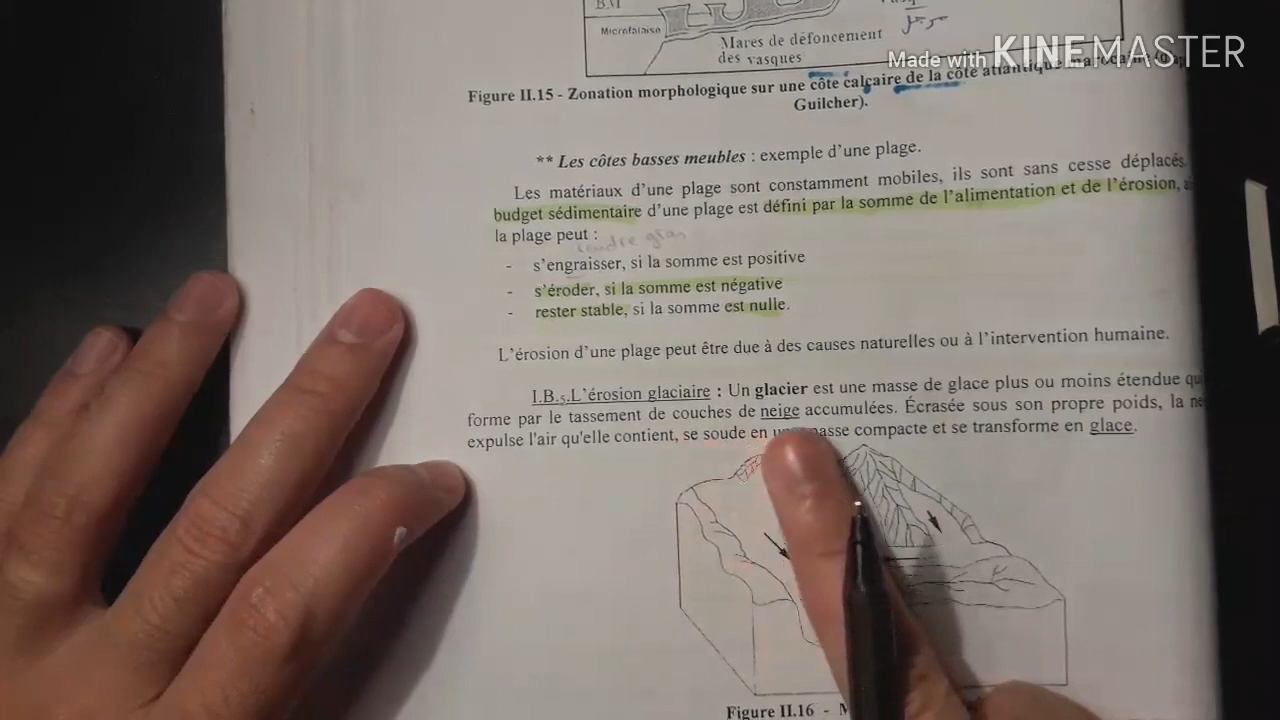 BM
Microfalaise
Mares de défoncement
des vasques
Made with KINEMASTER
Figure II.15 - Zonation morphologique sur une côte calçaire de la côte atlantique marocaine
Guilcher).
** Les côtes basses meubles : exemple d'une plage.
Les matériaux d'une plage sont constamment mobiles, ils sont sans cesse déplacés.
budget sédimentaire d'une plage est défini par la somme de l'alimentation et de l'érosion,
la plage peut :
- s'engraisser, si la somme est positive
- s'éroder, si la somme est négative
- rester stable, si la somme est nulle.
L'érosion d'une plage peut être due à des causes naturelles ou à l'intervention humaine.
I.B.5.L'érosion glaciaire : Un glacier est une masse de glace plus ou moins étendue qu
forme par le tassement de couches de neige accumulées. Écrasée sous son propre poids, la ne
expulse l'air qu'elle contient, se soude en masse compacte et se transforme en glace.
Figure II.16 -